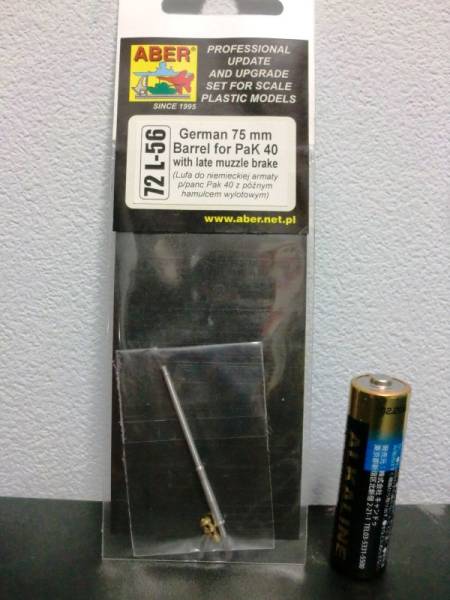 ABER®
SINCE 1995
PROFESSIONAL
UPDATE
AND UPGRADE
SET FOR SCALE
PLASTIC MODELS
72 L-56
German 75 mm
Barrel for PaK 40
with late muzzle brake
(Lufa do niemieckiej armaty
p/panc Pak 40 z późnym
hamulcem wylotowym)
www.aber.net.pl
ALKALINE